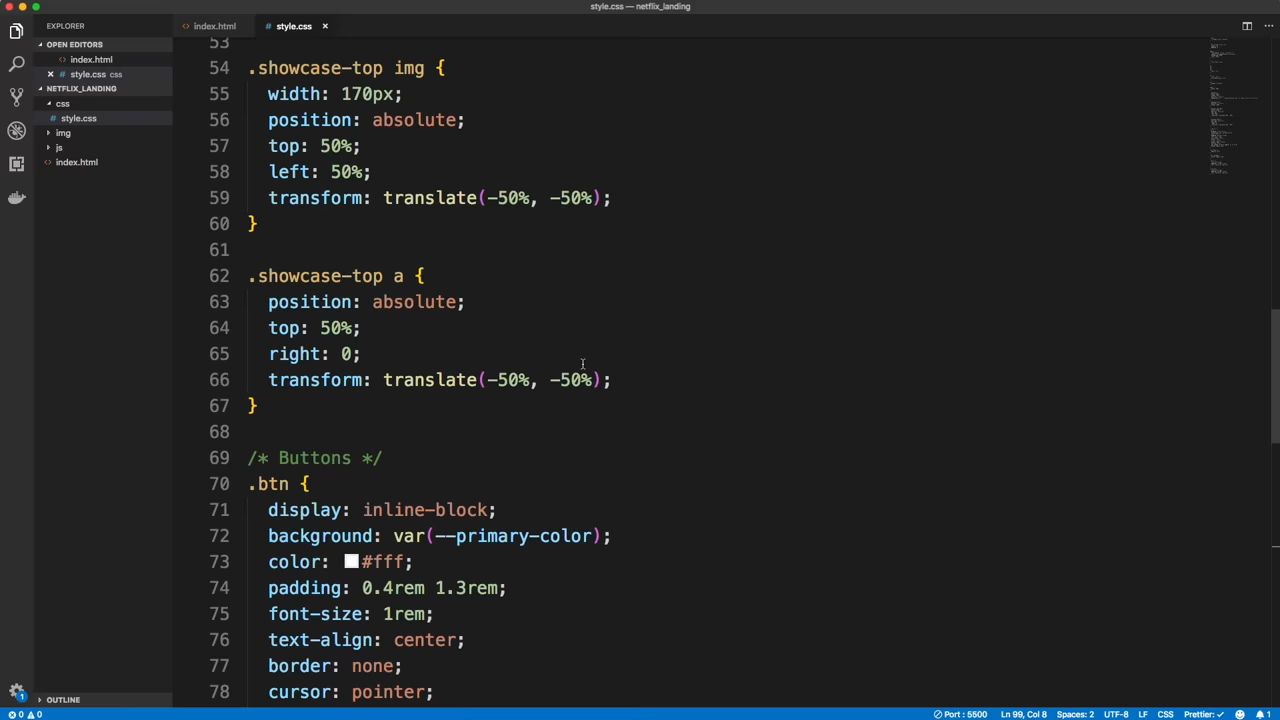 style.css — netflix_landing
EXPLORER
OPEN EDITORS
index.html
style.css css
NETFLIX_LANDING
css
style.css
img
js
index.html
OUTLINE
1
index.html
style.css
53
54 .showcase-top img {
55 width: 170px;
56 position: absolute;
57 top: 50%;
58 left: 50%;
59 transform: translate(-50%, -50%);
60 }
61
62 .showcase-top a {
63 position: absolute;
64 top: 50%;
65 right: 0;
66 transform: translate(-50%, -50%);
67 }
68
69 /* Buttons */
70 .btn {
71 display: inline-block;
72 background: var(--primary-color);
73 color: #fff;
74 padding: 0.4rem 1.3rem;
75 font-size: 1rem;
76 text-align: center;
77 border: none;
78 cursor: pointer;
0 0 Port : 5500 Ln 99, Col 8 Spaces: 2 UTF-8 LF CSS Prettier: ✓ 1